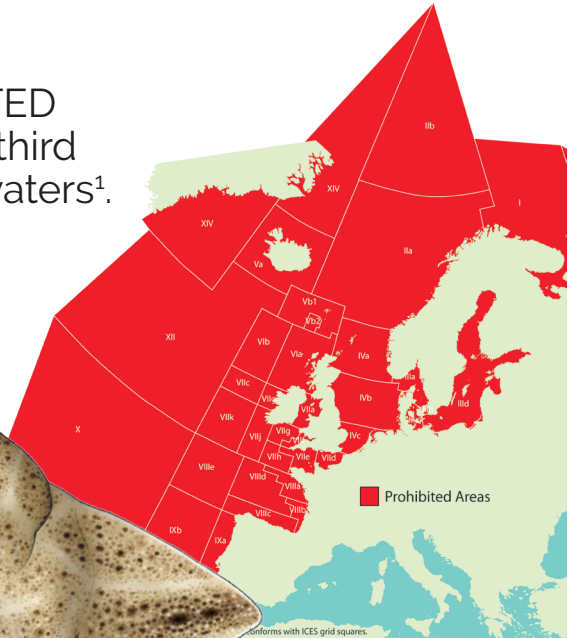 TED
third
vaters¹.
IIb
I
XIV
XIV
IIa
Va
Vb1
Vb2
XII
VIb
VIa
IVa
VIIc
IIIa
IVb
IIId
VIIa
VIIk
X
VIIj
VIIg
IVc
VIIh
VIIe
VIId
VIIIe
VIIId
VIIIa
VIIIb
VIIIc
IXb
IXa
Prohibited Areas
conforms with ICES grid squares.